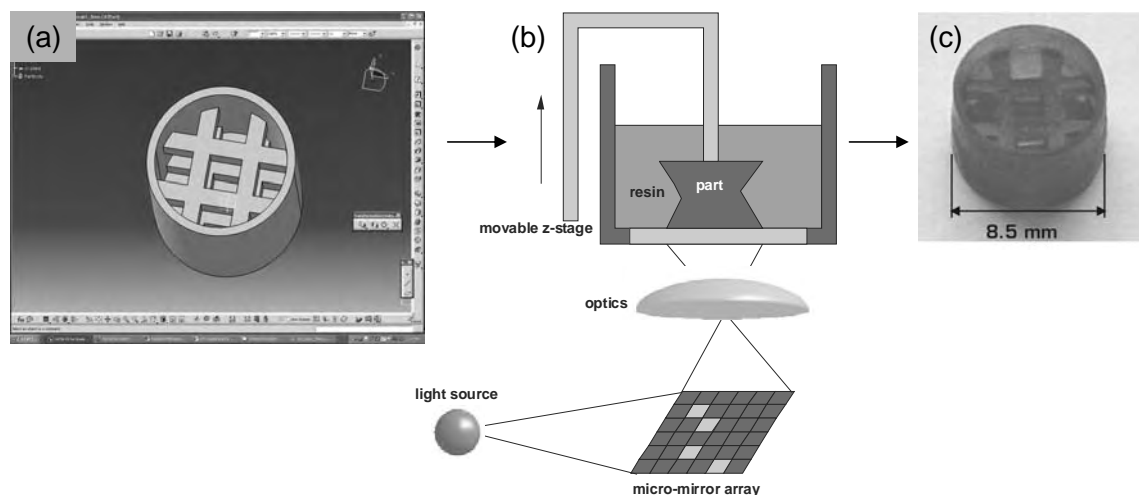 (a)
(b)
(c)
resin
part
movable z-stage
8.5 mm
optics
light source
micro-mirror array